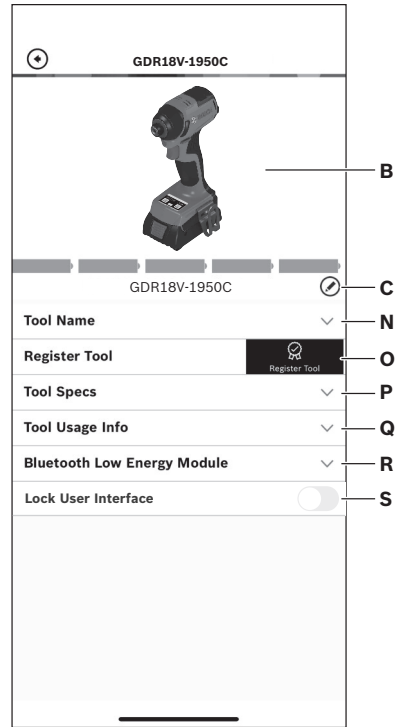 GDR18V-1950C
B
GDR18V-1950C
C
Tool Name
N
Register Tool
Register Tool
O
Tool Specs
P
Tool Usage Info
Q
Bluetooth Low Energy Module
R
Lock User Interface
S